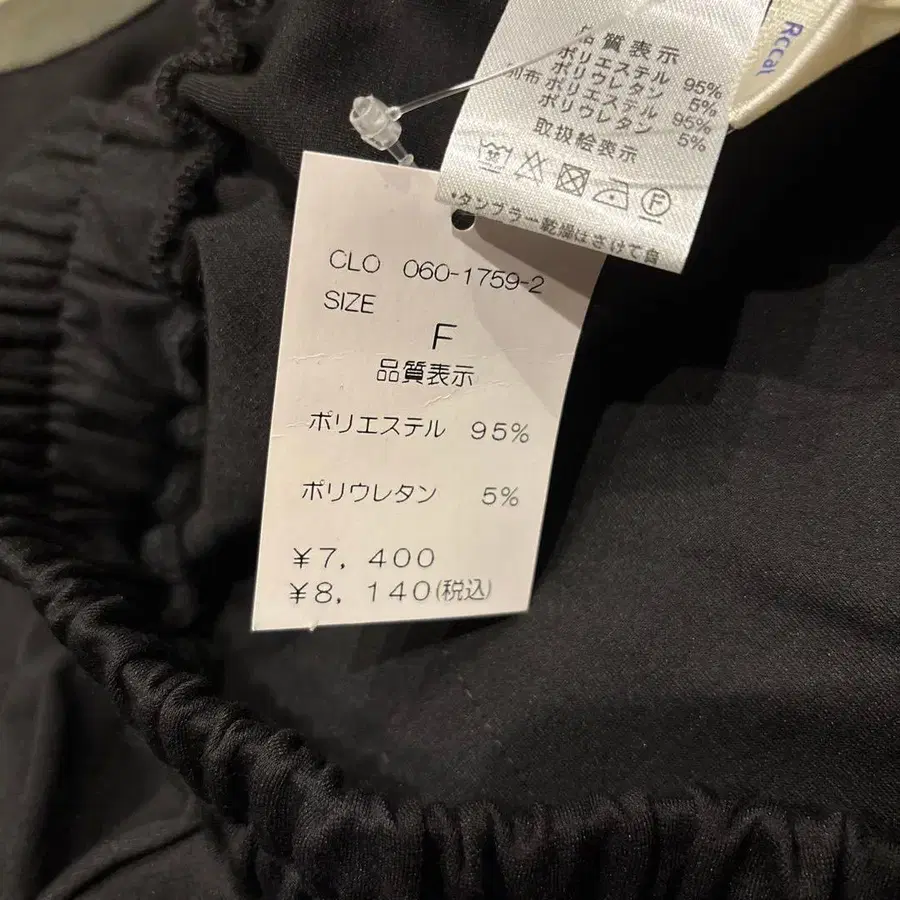 Rccal
品質表示
ポリエステル 95%
ポリウレタン 5%
別布 ポリエステル 95%
ポリウレタン 5%
取扱絵表示
F
・タンブラー乾燥はさけて
CLO 060-1759-2
SIZE
F
品質表示
ポリエステル 95%
ポリウレタン 5%
¥7,400
¥8,140(税込)